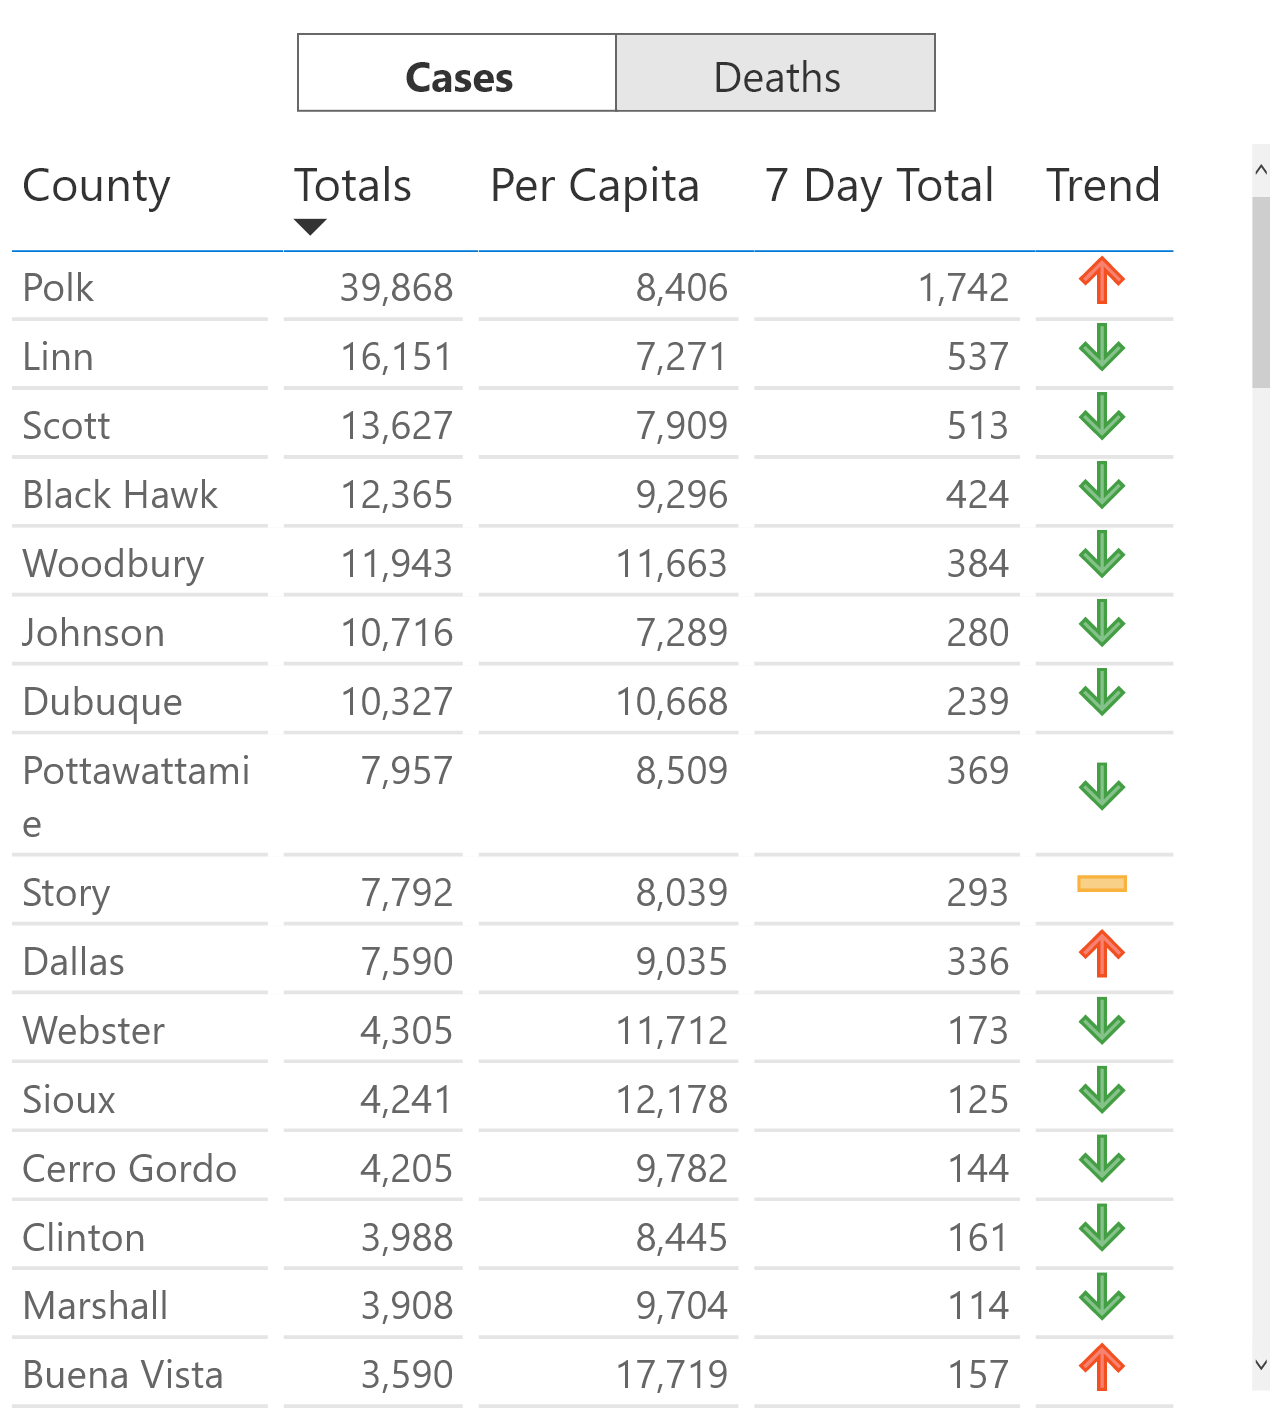 Cases Deaths
County Totals Per Capita 7 Day Total Trend
Polk 39,868 8,406 1,742
Linn 16,151 7,271 537
Scott 13,627 7,909 513
Black Hawk 12,365 9,296 424
Woodbury 11,943 11,663 384
Johnson 10,716 7,289 280
Dubuque 10,327 10,668 239
Pottawattami 7,957 8,509 369
e
Story 7,792 8,039 293
Dallas 7,590 9,035 336
Webster 4,305 11,712 173
Sioux 4,241 12,178 125
Cerro Gordo 4,205 9,782 144
Clinton 3,988 8,445 161
Marshall 3,908 9,704 114
Buena Vista 3,590 17,719 157